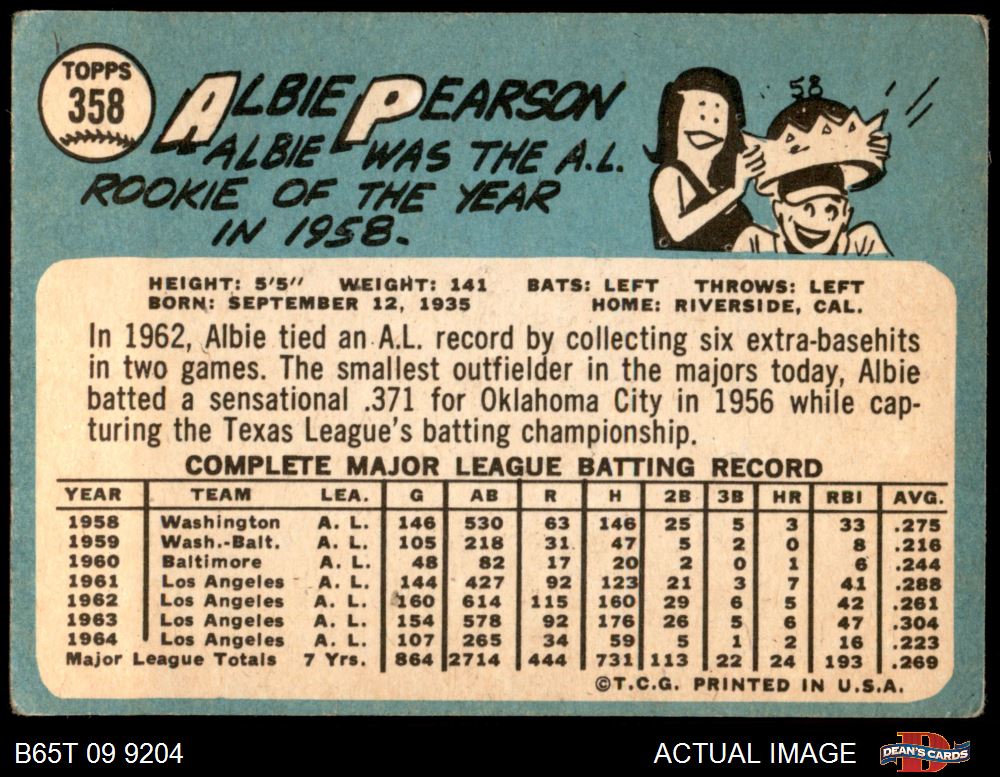 TOPPS
358
ALBIE PEARSON
ALBIE WAS THE A.L.
ROOKIE OF THE YEAR
IN 1958.
58
HEIGHT: 5'5" WEIGHT: 141 BATS: LEFT THROWS: LEFT
BORN: SEPTEMBER 12, 1935 HOME: RIVERSIDE, CAL.
In 1962, Albie tied an A.L. record by collecting six extra-basehits
in two games. The smallest outfielder in the majors today, Albie
batted a sensational .371 for Oklahoma City in 1956 while cap-
turing the Texas League's batting championship.
COMPLETE MAJOR LEAGUE BATTING RECORD
YEAR TEAM LEA. G AB R H 2B 3B HR RBI AVG.
1958 Washington A. L. 146 530 63 146 25 5 3 33 .275
1959 Wash.-Balt. A. L. 105 218 31 47 5 2 0 8 .216
1960 Baltimore A. L. 48 82 17 20 2 0 1 6 .244
1961 Los Angeles A. L. 144 427 92 123 21 3 7 41 .288
1962 Los Angeles A. L. 160 614 115 160 29 6 5 42 .261
1963 Los Angeles A. L. 154 578 92 176 26 5 6 47 .304
1964 Los Angeles A. L. 107 265 34 59 5 1 2 16 .223
Major League Totals 7 Yrs. 864 2714 444 731 113 22 24 193 .269
©T.C.G. PRINTED IN U.S.A.
B65T 09 9204 ACTUAL IMAGE DEAN'S CARDS